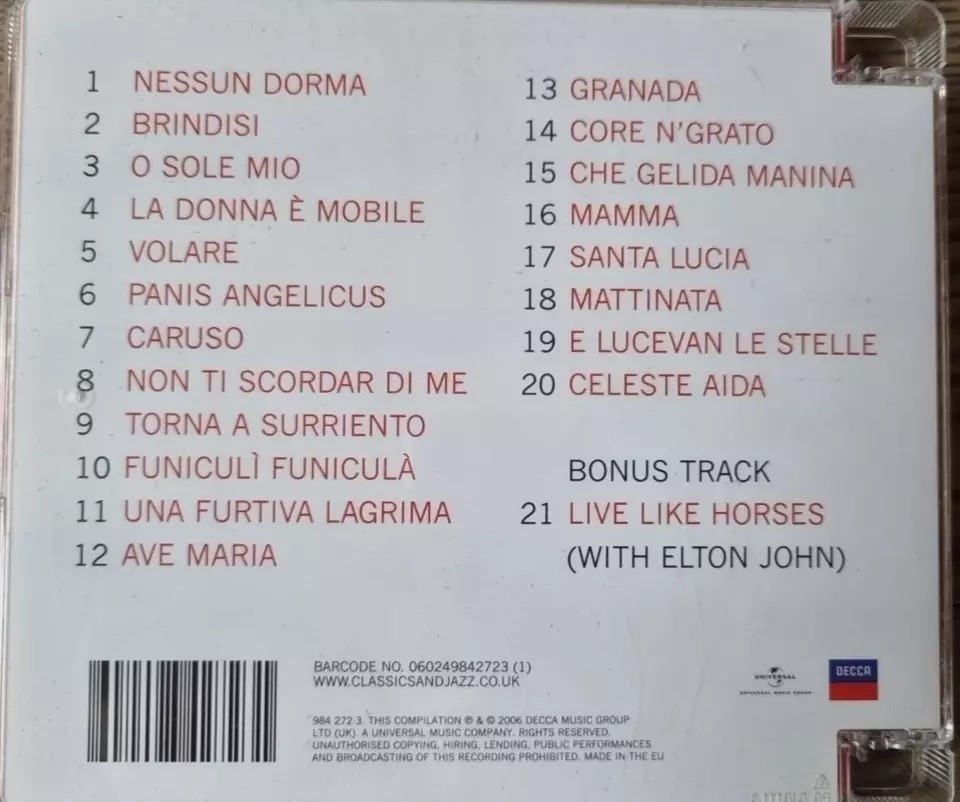 1 NESSUN DORMA
2 BRINDISI
3 O SOLE MIO
4 LA DONNA È MOBILE
5 VOLARE
6 PANIS ANGELICUS
7 CARUSO
8 NON TI SCORDAR DI ME
9 TORNA A SURRIENTO
10 FUNICULÌ FUNICULÀ
11 UNA FURTIVA LAGRIMA
12 AVE MARIA
13 GRANADA
14 CORE N'GRATO
15 CHE GELIDA MANINA
16 MAMMA
17 SANTA LUCIA
18 MATTINATA
19 E LUCEVAN LE STELLE
20 CELESTE AIDA
BONUS TRACK
21 LIVE LIKE HORSES
(WITH ELTON JOHN)
BARCODE NO. 060249842723 (1)
WWW.CLASSICSANDJAZZ.CO.UK
984 272-3. THIS COMPILATION ℗ & © 2006 DECCA MUSIC GROUP
LTD (UK). A UNIVERSAL MUSIC COMPANY. ALL RIGHTS RESERVED.
UNAUTHORISED COPYING, HIRING, LENDING, PUBLIC PERFORMANCES
AND BROADCASTING OF THIS RECORDING PROHIBITED. MADE IN THE EU
UNIVERSAL
UNIVERSAL MUSIC GROUP
DECCA